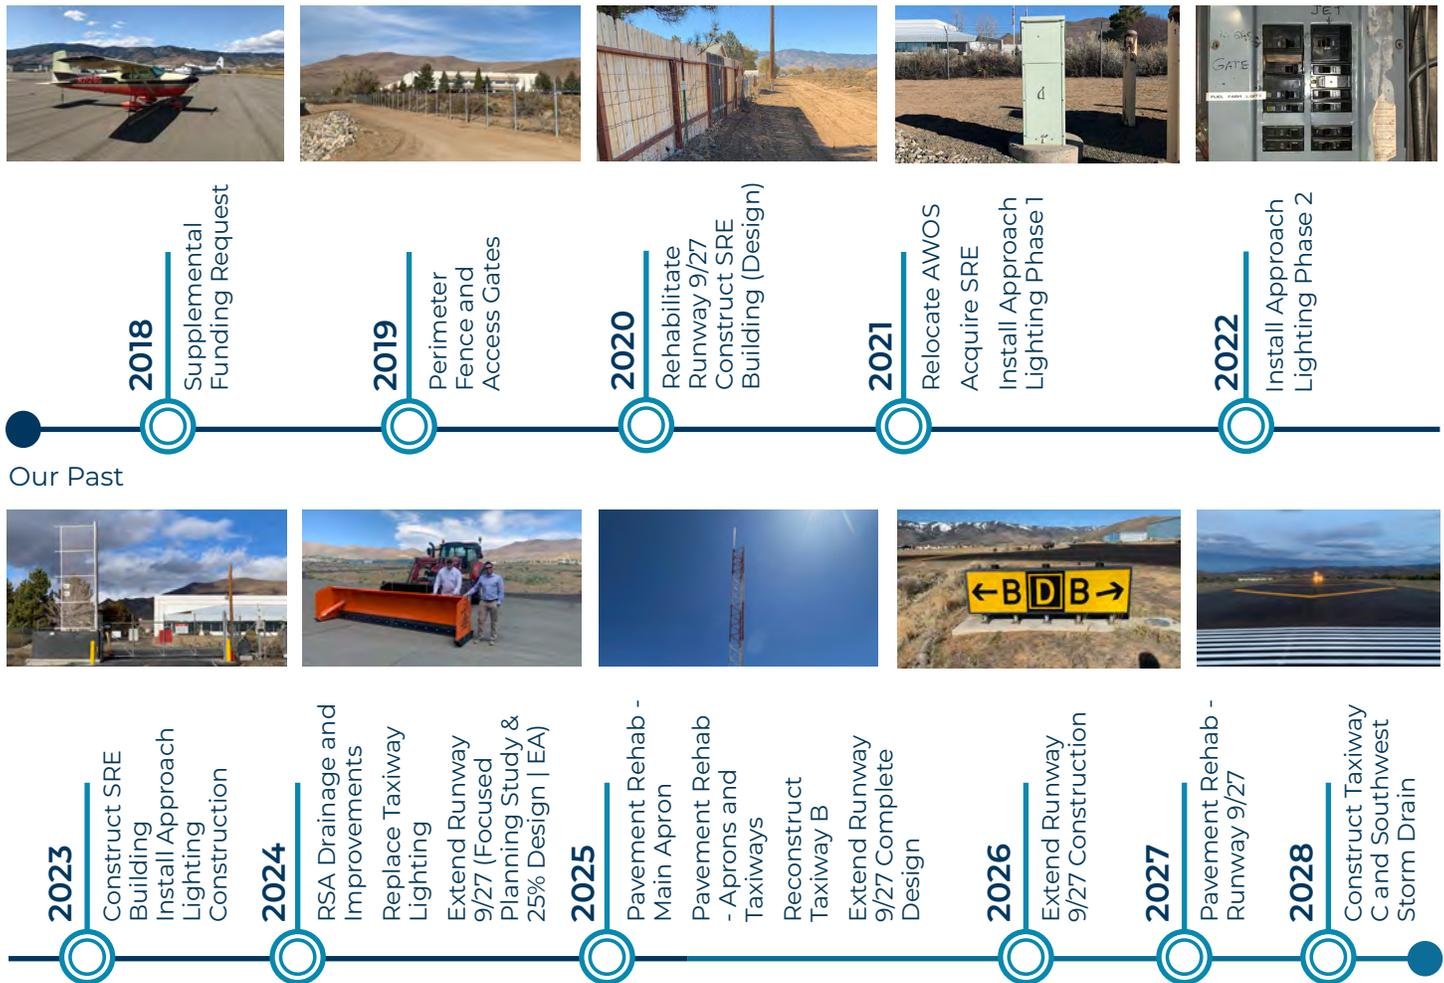 JET
GATE
FUEL FARM LIGHTS
2018
Supplemental
Funding Request
2019
Perimeter
Fence and
Access Gates
2020
Rehabilitate
Runway 9/27
Construct SRE
Building (Design)
2021
Relocate AWOS
Acquire SRE
Install Approach
Lighting Phase 1
2022
Install Approach
Lighting Phase 2
Our Past
←B D B→
2023
Construct SRE
Building
Install Approach
Lighting
Construction
2024
RSA Drainage and
Improvements
Replace Taxiway
Lighting
Extend Runway
9/27 (Focused
Planning Study &
25% Design | EA)
2025
Pavement Rehab -
Main Apron
Pavement Rehab
- Aprons and
Taxiways
Reconstruct
Taxiway B
Extend Runway
9/27 Complete
Design
2026
Extend Runway
9/27 Construction
2027
Pavement Rehab -
Runway 9/27
2028
Construct Taxiway
C and Southwest
Storm Drain